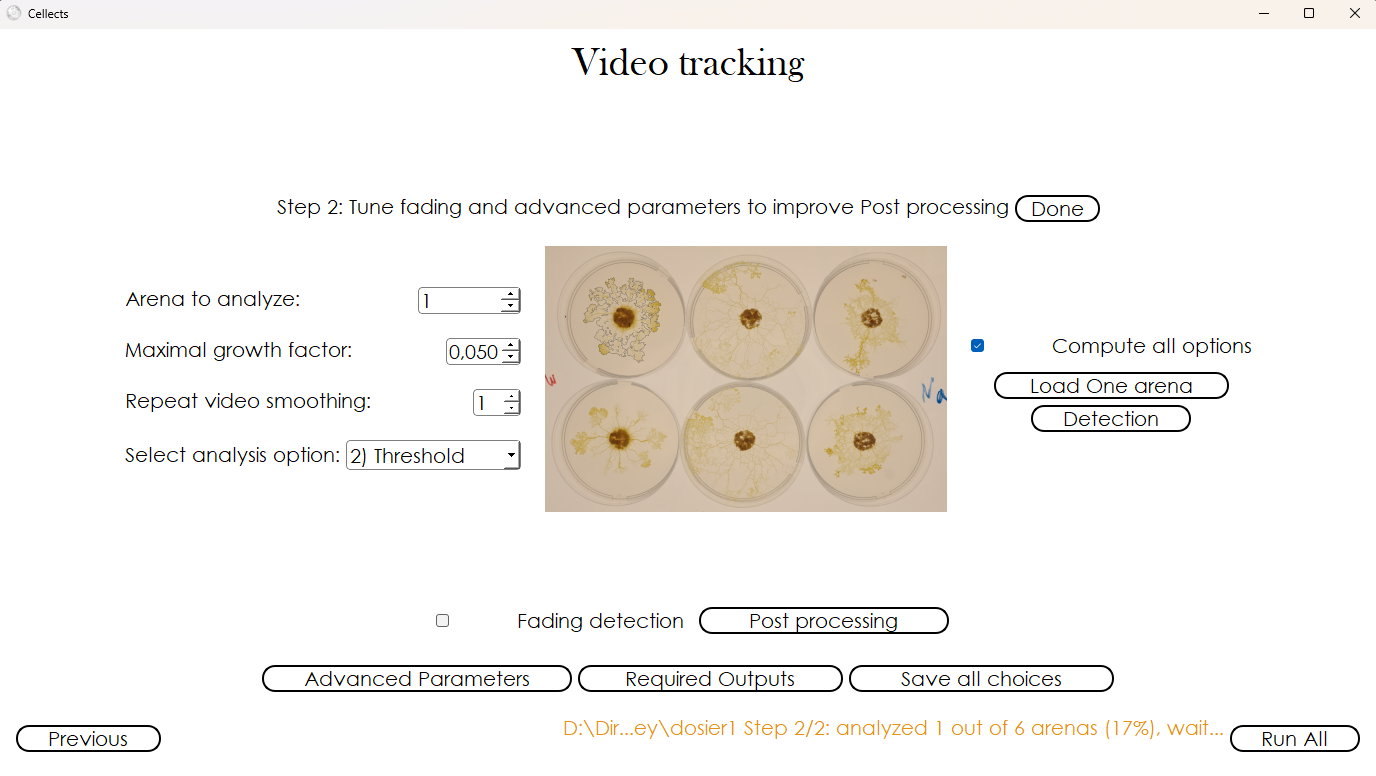 Cellects
Video tracking
Step 2: Tune fading and advanced parameters to improve Post processing Done
Arena to analyze: 1
Maximal growth factor: 0,050
Repeat video smoothing: 1
Select analysis option: 2) Threshold
Na
Compute all options
Load One arena
Detection
Fading detection Post processing
Advanced Parameters Required Outputs Save all choices
Previous
D:\Dir...ey\dosier1 Step 2/2: analyzed 1 out of 6 arenas (17%), wait...
Run All